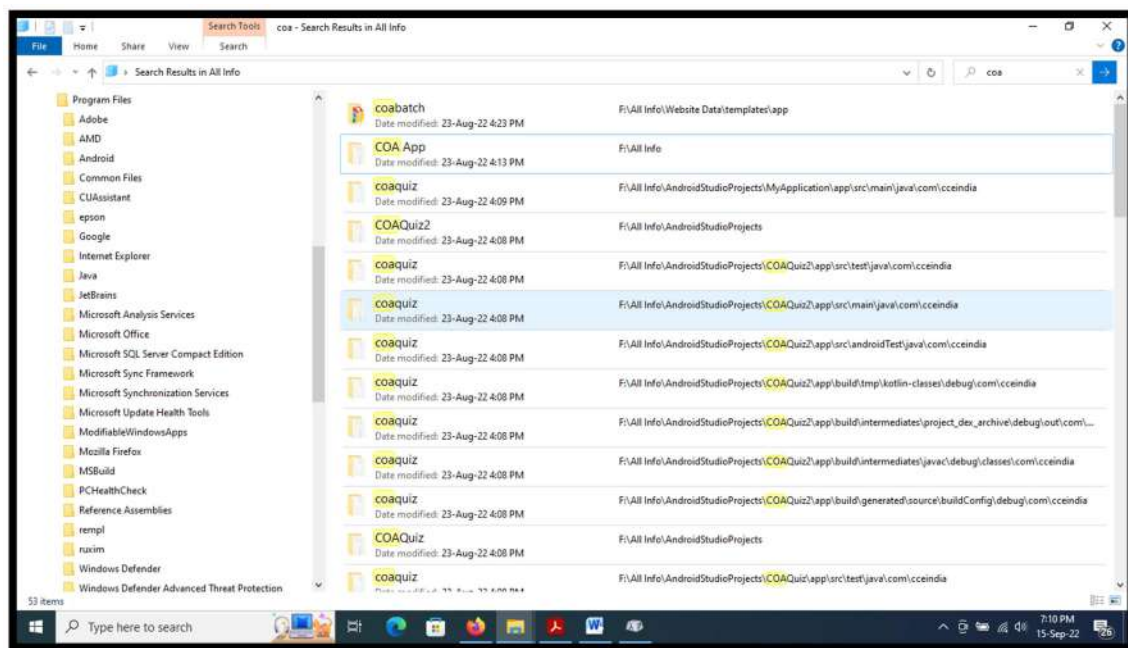 Search Tools
coa - Search Results in All Info
File
Home
Share
View
Search
Search Results in All Info
coa
Program Files
Adobe
AMD
Android
Common Files
CUAssistant
epson
Google
Internet Explorer
Java
JetBrains
Microsoft Analysis Services
Microsoft Office
Microsoft SQL Server Compact Edition
Microsoft Sync Framework
Microsoft Synchronization Services
Microsoft Update Health Tools
ModifiableWindowsApps
Mozilla Firefox
MSBuild
PCHealthCheck
Reference Assemblies
rempl
ruxim
Windows Defender
Windows Defender Advanced Threat Protection
coabatch
F:\All Info\Website Data\templates\app
Date modified: 23-Aug-22 4:23 PM
COA App
F:\All Info
Date modified: 23-Aug-22 4:13 PM
coaquiz
F:\All Info\AndroidStudioProjects\MyApplication\app\src\main\java\com\cceindia
Date modified: 23-Aug-22 4:09 PM
COAQuiz2
F:\All Info\AndroidStudioProjects
Date modified: 23-Aug-22 4:08 PM
coaquiz
F:\All Info\AndroidStudioProjects\COAQuiz2\app\src\test\java\com\cceindia
Date modified: 23-Aug-22 4:08 PM
coaquiz
F:\All Info\AndroidStudioProjects\COAQuiz2\app\src\main\java\com\cceindia
Date modified: 23-Aug-22 4:08 PM
coaquiz
F:\All Info\AndroidStudioProjects\COAQuiz2\app\src\androidTest\java\com\cceindia
Date modified: 23-Aug-22 4:08 PM
coaquiz
F:\All Info\AndroidStudioProjects\COAQuiz2\app\build\tmp\kotlin-classes\debug\com\cceindia
Date modified: 23-Aug-22 4:08 PM
coaquiz
F:\All Info\AndroidStudioProjects\COAQuiz2\app\build\intermediates\project_dex_archive\debug\out\com\...
Date modified: 23-Aug-22 4:08 PM
coaquiz
F:\All Info\AndroidStudioProjects\COAQuiz2\app\build\intermediates\javac\debug\classes\com\cceindia
Date modified: 23-Aug-22 4:08 PM
coaquiz
F:\All Info\AndroidStudioProjects\COAQuiz2\app\build\generated\source\buildConfig\debug\com\cceindia
Date modified: 23-Aug-22 4:08 PM
COAQuiz
F:\All Info\AndroidStudioProjects
Date modified: 23-Aug-22 4:08 PM
coaquiz
F:\All Info\AndroidStudioProjects\COAQuiz\app\src\test\java\com\cceindia
53 items
Type here to search
7:10 PM
15-Sep-22
26